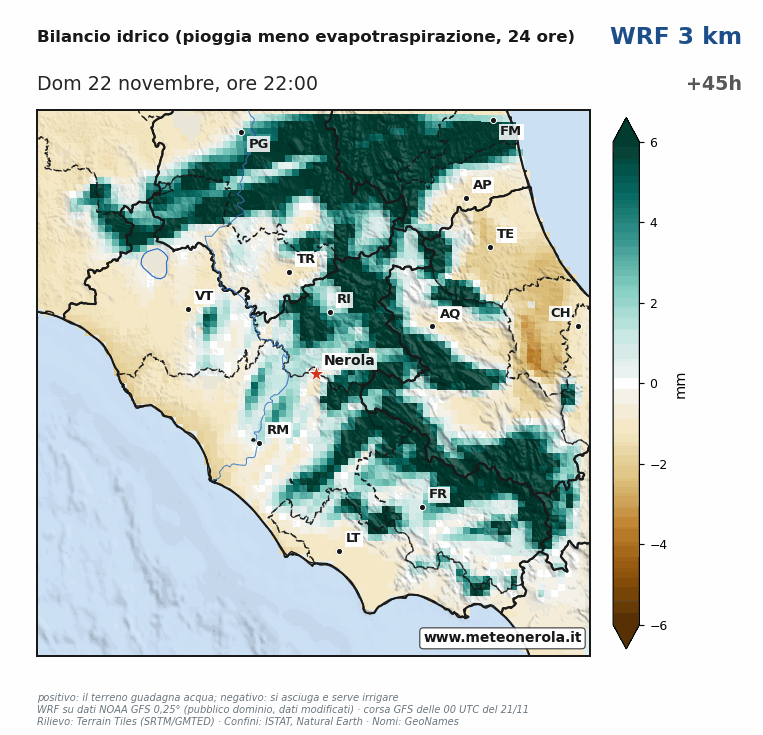 Bilancio idrico (pioggia meno evapotraspirazione, 24 ore)
WRF 3 km
Dom 22 novembre, ore 22:00
+45h
PG
FM
AP
TE
TR
VT
RI
AQ
CH
Nerola
RM
FR
LT
6
4
2
0
−2
−4
−6
mm
www.meteonerola.it
positivo: il terreno guadagna acqua; negativo: si asciuga e serve irrigare
WRF su dati NOAA GFS 0,25° (pubblico dominio, dati modificati) · corsa GFS delle 00 UTC del 21/11
Rilievo: Terrain Tiles (SRTM/GMTED) · Confini: ISTAT, Natural Earth · Nomi: GeoNames